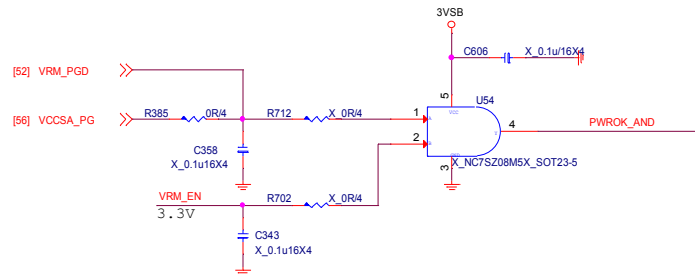 3VSB
C606
X_0.1u/16X4
[52] VRM_PGD
5
U54
VCC
[56] VCCSA_PG
R385
0R/4
R712
X_0R/4
1
A
4
PWROK_AND
2
C358
X_0.1u16X4
X_NC7SZ08M5X_SOT23-5
3
VRM_EN
R702
X_0R/4
3.3V
C343
X_0.1u16X4